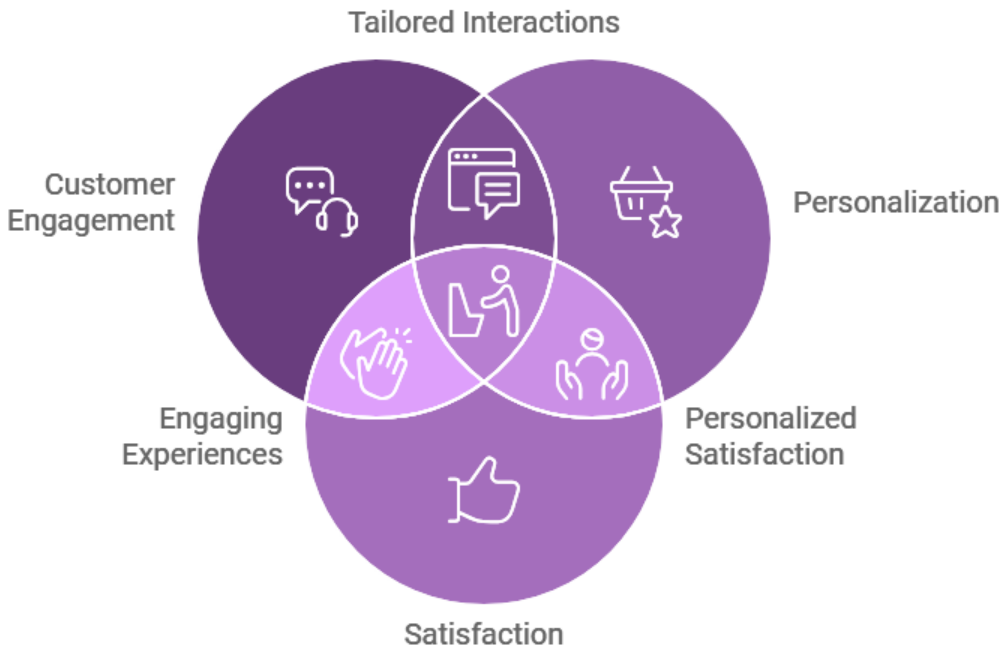 Tailored Interactions
Customer
Engagement
Personalization
Engaging
Experiences
Personalized
Satisfaction
Satisfaction